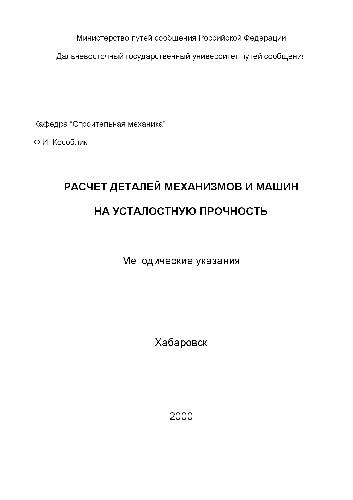 Министерство путей сообщения Российской Федерации
Дальневосточный государственный университет путей сообщения
Кафедра "Строительная механика"
РАСЧЕТ ДЕТАЛЕЙ МЕХАНИЗМОВ И МАШИН
НА УСТАЛОСТНУЮ ПРОЧНОСТЬ
Методические указания
Хабаровск
2000